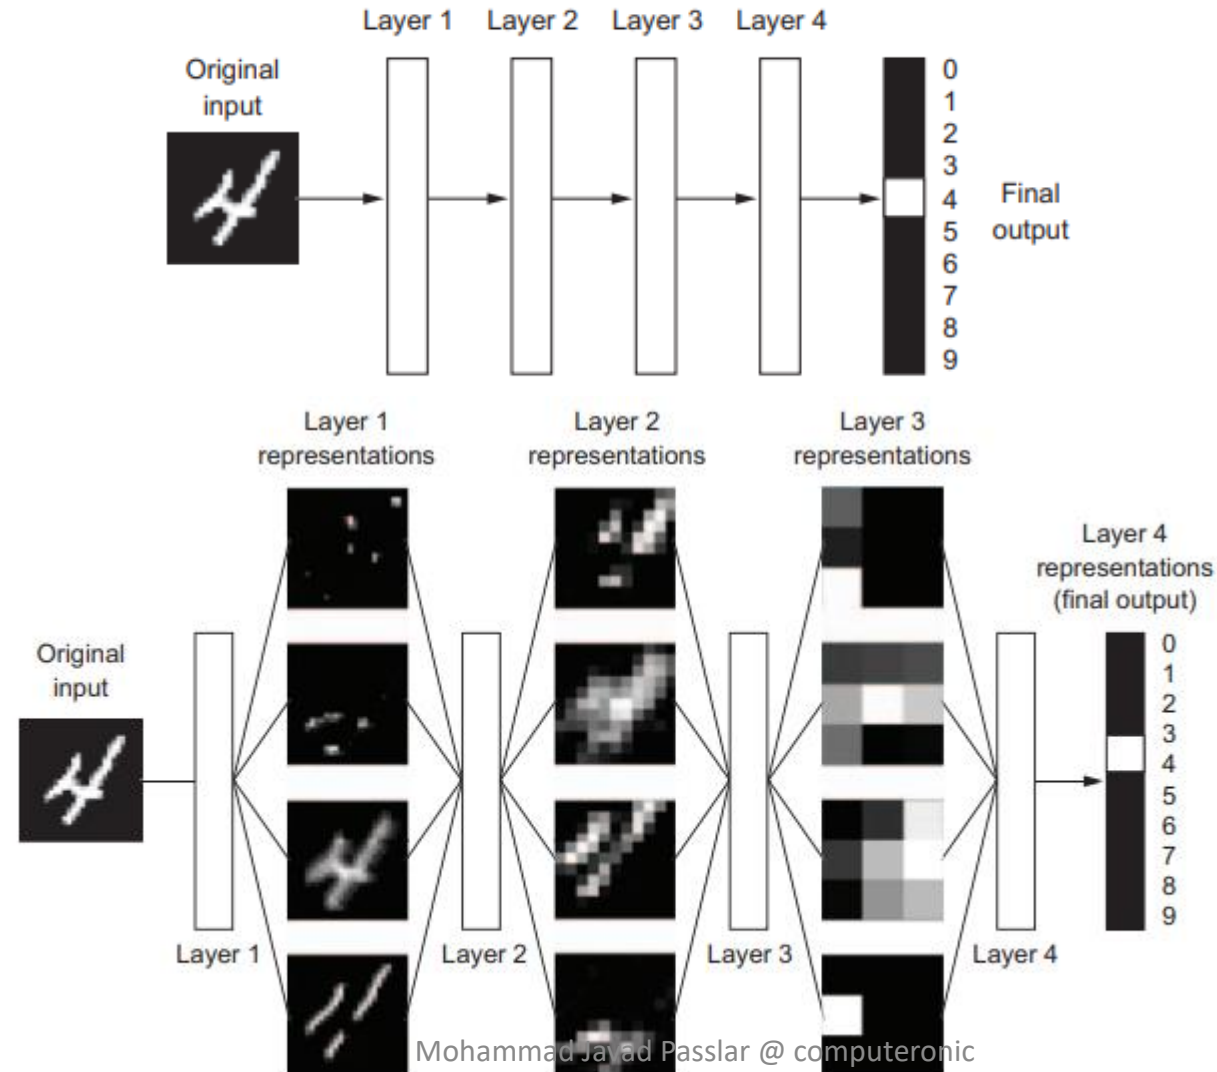 Layer 1 Layer 2 Layer 3 Layer 4
Original
input
0
1
2
3
4
5
6
7
8
9
Final
output
Layer 1
representations
Layer 2
representations
Layer 3
representations
Layer 4
representations
(final output)
Original
input
0
1
2
3
4
5
6
7
8
9
Layer 1
Layer 2
Layer 3
Layer 4
Mohammad Javad Passlar @ computeronic